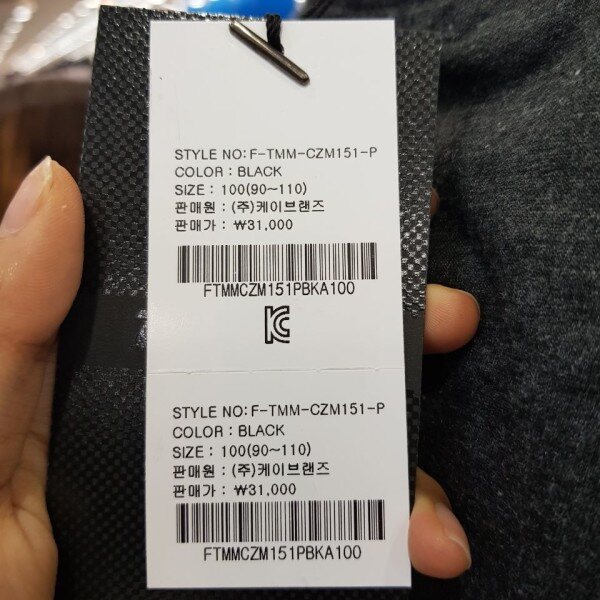 STYLE NO:F-TMM-CZM151-P
COLOR : BLACK
SIZE : 100(90~110)
판매원 : (주)케이브랜즈
판매가 : ₩31,000
FTMMCZM151PBKA100
KC
STYLE NO:F-TMM-CZM151-P
COLOR : BLACK
SIZE : 100(90~110)
판매원 : (주)케이브랜즈
판매가 : ₩31,000
FTMMCZM151PBKA100